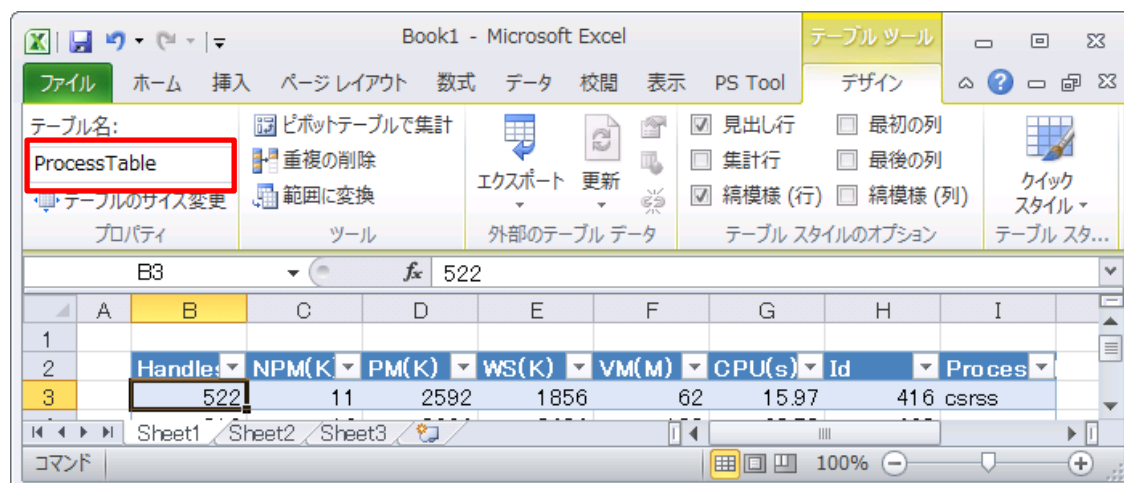 Book1 - Microsoft Excel
テーブル ツール
ファイル ホーム 挿入 ページ レイアウト 数式 データ 校閲 表示 PS Tool デザイン
テーブル名:
ProcessTable
テーブルのサイズ変更
プロパティ
ピボットテーブルで集計
重複の削除
範囲に変換
ツール
エクスポート 更新
外部のテーブル データ
見出し行 最初の列
集計行 最後の列
縞模様 (行) 縞模様 (列)
テーブル スタイルのオプション
クイック
スタイル
テーブル スタ...
B3 fx 522
A B C D E F G H I
1
2 Handles NPM(K) PM(K) WS(K) VM(M) CPU(s) Id Proces
3 522 11 2592 1856 62 15.97 416 csrss
Sheet1 Sheet2 Sheet3
コマンド 100%